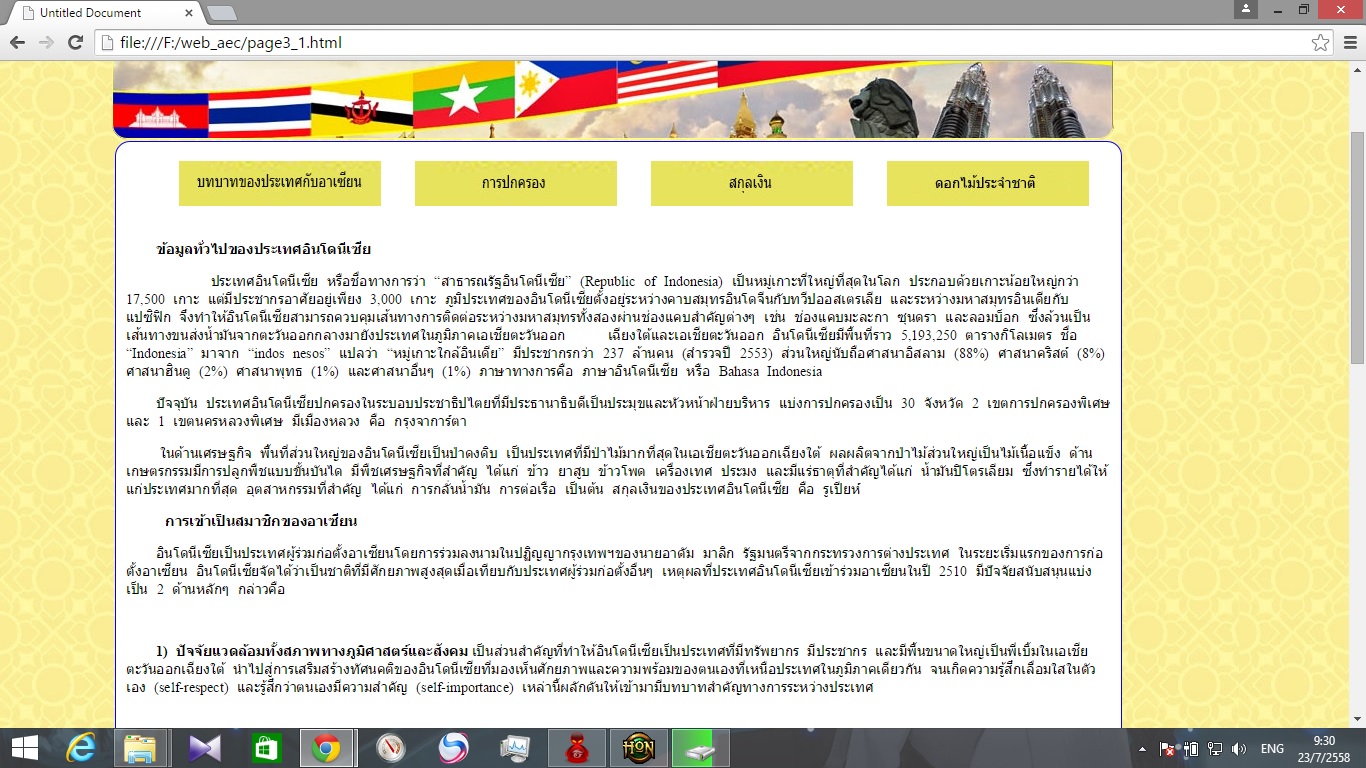 Untitled Document
file:///F:/web_aec/page3_1.html
บทบาทของประเทศกับอาเซียน
การปกครอง
สกุลเงิน
ดอกไม้ประจำชาติ
ข้อมูลทั่วไปของประเทศอินโดนีเซีย
ประเทศอินโดนีเซีย หรือชื่อทางการว่า “สาธารณรัฐอินโดนีเซีย” (Republic of Indonesia) เป็นหมู่เกาะที่ใหญ่ที่สุดในโลก ประกอบด้วยเกาะน้อยใหญ่กว่า
17,500 เกาะ แต่มีประชากรอาศัยอยู่เพียง 3,000 เกาะ ภูมิประเทศของอินโดนีเซียตั้งอยู่ระหว่างคาบสมุทรอินโดจีนกับทวีปออสเตรเลีย และระหว่างมหาสมุทรอินเดียกับ
แปซิฟิก จึงทำให้อินโดนีเซียสามารถควบคุมเส้นทางการติดต่อระหว่างมหาสมุทรทั้งสองผ่านช่องแคบสำคัญต่างๆ เช่น ช่องแคบมะละกา ซุนดรา และลอมบ็อก ซึ่งล้วนเป็น
เส้นทางขนส่งน้ำมันจากตะวันออกกลางมายังประเทศในภูมิภาคเอเชียตะวันออก เฉียงใต้และเอเชียตะวันออก อินโดนีเซียมีพื้นที่ราว 5,193,250 ตารางกิโลเมตร ชื่อ
“Indonesia” มาจาก “indos nesos” แปลว่า “หมู่เกาะใกล้อินเดีย” มีประชากรกว่า 237 ล้านคน (สำรวจปี 2553) ส่วนใหญ่นับถือศาสนาอิสลาม (88%) ศาสนาคริสต์ (8%)
ศาสนาฮินดู (2%) ศาสนาพุทธ (1%) และศาสนาอื่นๆ (1%) ภาษาทางการคือ ภาษาอินโดนีเซีย หรือ Bahasa Indonesia
ปัจจุบัน ประเทศอินโดนีเซียปกครองในระบอบประชาธิปไตยที่มีประธานาธิบดีเป็นประมุขและหัวหน้าฝ่ายบริหาร แบ่งการปกครองเป็น 30 จังหวัด 2 เขตการปกครองพิเศษ
และ 1 เขตนครหลวงพิเศษ มีเมืองหลวง คือ กรุงจาการ์ตา
ในด้านเศรษฐกิจ พื้นที่ส่วนใหญ่ของอินโดนีเซียเป็นป่าดงดิบ เป็นประเทศที่มีป่าไม้มากที่สุดในเอเชียตะวันออกเฉียงใต้ ผลผลิตจากป่าไม้ส่วนใหญ่เป็นไม้เนื้อแข็ง ด้าน
เกษตรกรรมมีการปลูกพืชแบบขั้นบันได มีพืชเศรษฐกิจที่สำคัญ ได้แก่ ข้าว ยาสูบ ข้าวโพด เครื่องเทศ ประมง และมีแร่ธาตุที่สำคัญได้แก่ น้ำมันปิโตรเลียม ซึ่งทำรายได้ให้
แก่ประเทศมากที่สุด อุตสาหกรรมที่สำคัญ ได้แก่ การกลั่นน้ำมัน การต่อเรือ เป็นต้น สกุลเงินของประเทศอินโดนีเซีย คือ รูเปียห์
การเข้าเป็นสมาชิกของอาเซียน
อินโดนีเซียเป็นประเทศผู้ร่วมก่อตั้งอาเซียนโดยการร่วมลงนามในปฏิญญากรุงเทพฯของนายอาดัม มาลิก รัฐมนตรีจากกระทรวงการต่างประเทศ ในระยะเริ่มแรกของการก่อ
ตั้งอาเซียน อินโดนีเซียจัดได้ว่าเป็นชาติที่มีศักยภาพสูงสุดเมื่อเทียบกับประเทศผู้ร่วมก่อตั้งอื่นๆ เหตุผลที่ประเทศอินโดนีเซียเข้าร่วมอาเซียนในปี 2510 มีปัจจัยสนับสนุนแบ่ง
เป็น 2 ด้านหลักๆ กล่าวคือ
1) ปัจจัยแวดล้อมทั้งสภาพทางภูมิศาสตร์และสังคม เป็นส่วนสำคัญที่ทำให้อินโดนีเซียเป็นประเทศที่มีทรัพยากร มีประชากร และมีพื้นขนาดใหญ่เป็นพี่เบิ้มในเอเชีย
ตะวันออกเฉียงใต้ นำไปสู่การเสริมสร้างทัศนคติของอินโดนีเซียที่มองเห็นศักยภาพและความพร้อมของตนเองที่เหนือประเทศในภูมิภาคเดียวกัน จนเกิดความรู้สึกเลื่อมใสในตัว
เอง (self-respect) และรู้สึกว่าตนเองมีความสำคัญ (self-importance) เหล่านี้ผลักดันให้เข้ามามีบทบาทสำคัญทางการระหว่างประเทศ
HON
ENG
9:30
23/7/2558